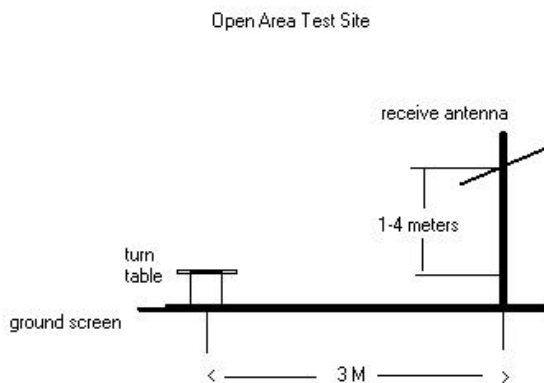 Open Area Test Site
receive antenna
1-4 meters
turn
table
ground screen
3 M